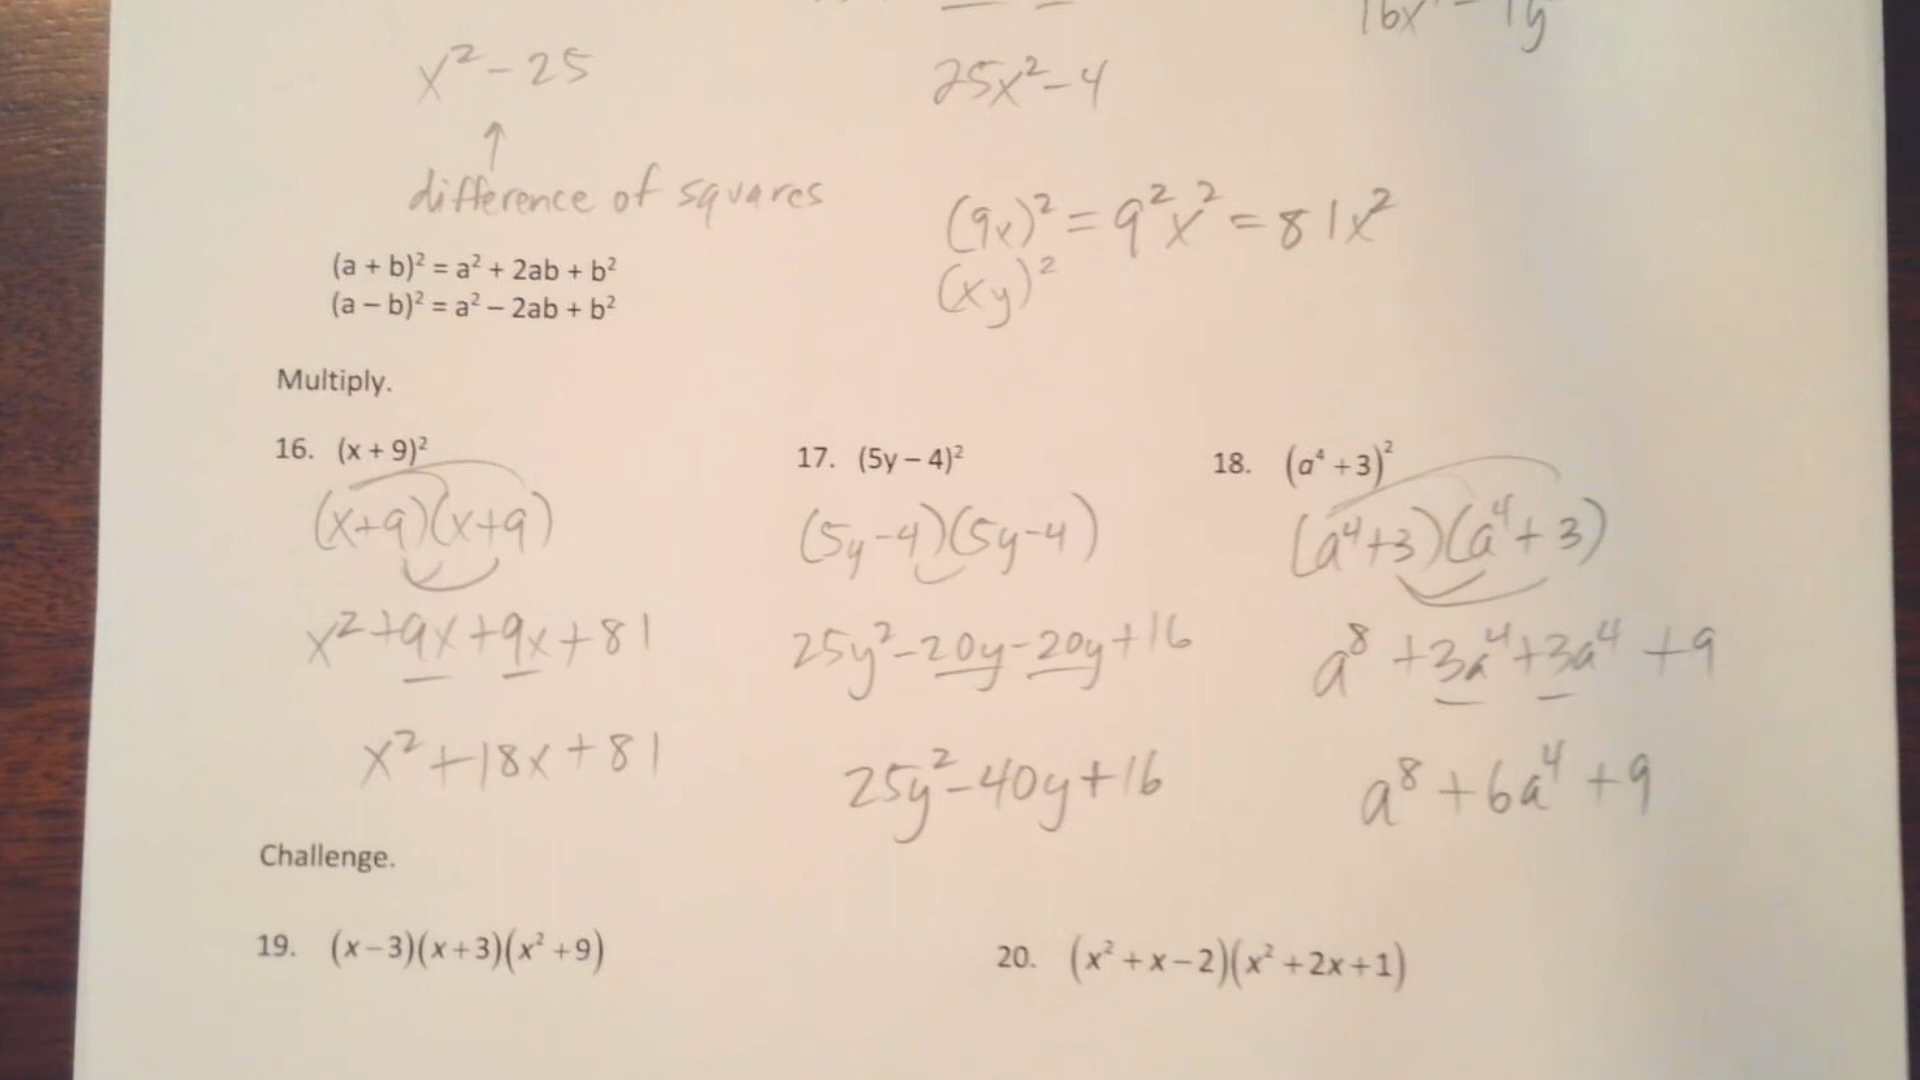 x² - 25
25x² - 4
difference of squares
(9x)² = 9²x² = 81x²
(xy)²
(a + b)² = a² + 2ab + b²
(a – b)² = a² – 2ab + b²
Multiply.
16. (x + 9)²
17. (5y – 4)²
18. (a⁴ + 3)²
(x+9)(x+9)
(5y-4)(5y-4)
(a⁴+3)(a⁴+3)
x²+9x+9x+81
25y²-20y-20y+16
a⁸+3a⁴+3a⁴+9
x²+18x+81
25y²-40y+16
a⁸+6a⁴+9
Challenge.
19. (x–3)(x+3)(x²+9)
20. (x²+x–2)(x²+2x+1)